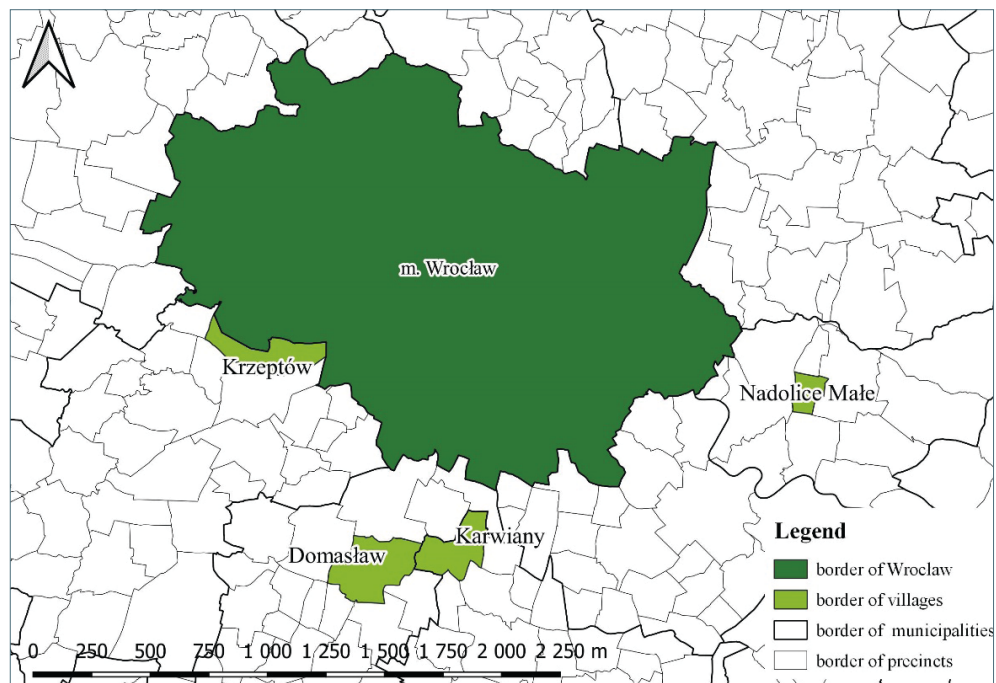 m. Wrocław
Krzeptów
Nadolice Małe
Karwiany
Domasław
Legend
border of Wroclaw
border of villages
border of municipalities
border of precincts
0 250 500 750 1 000 1 250 1 500 1 750 2 000 2 250 m